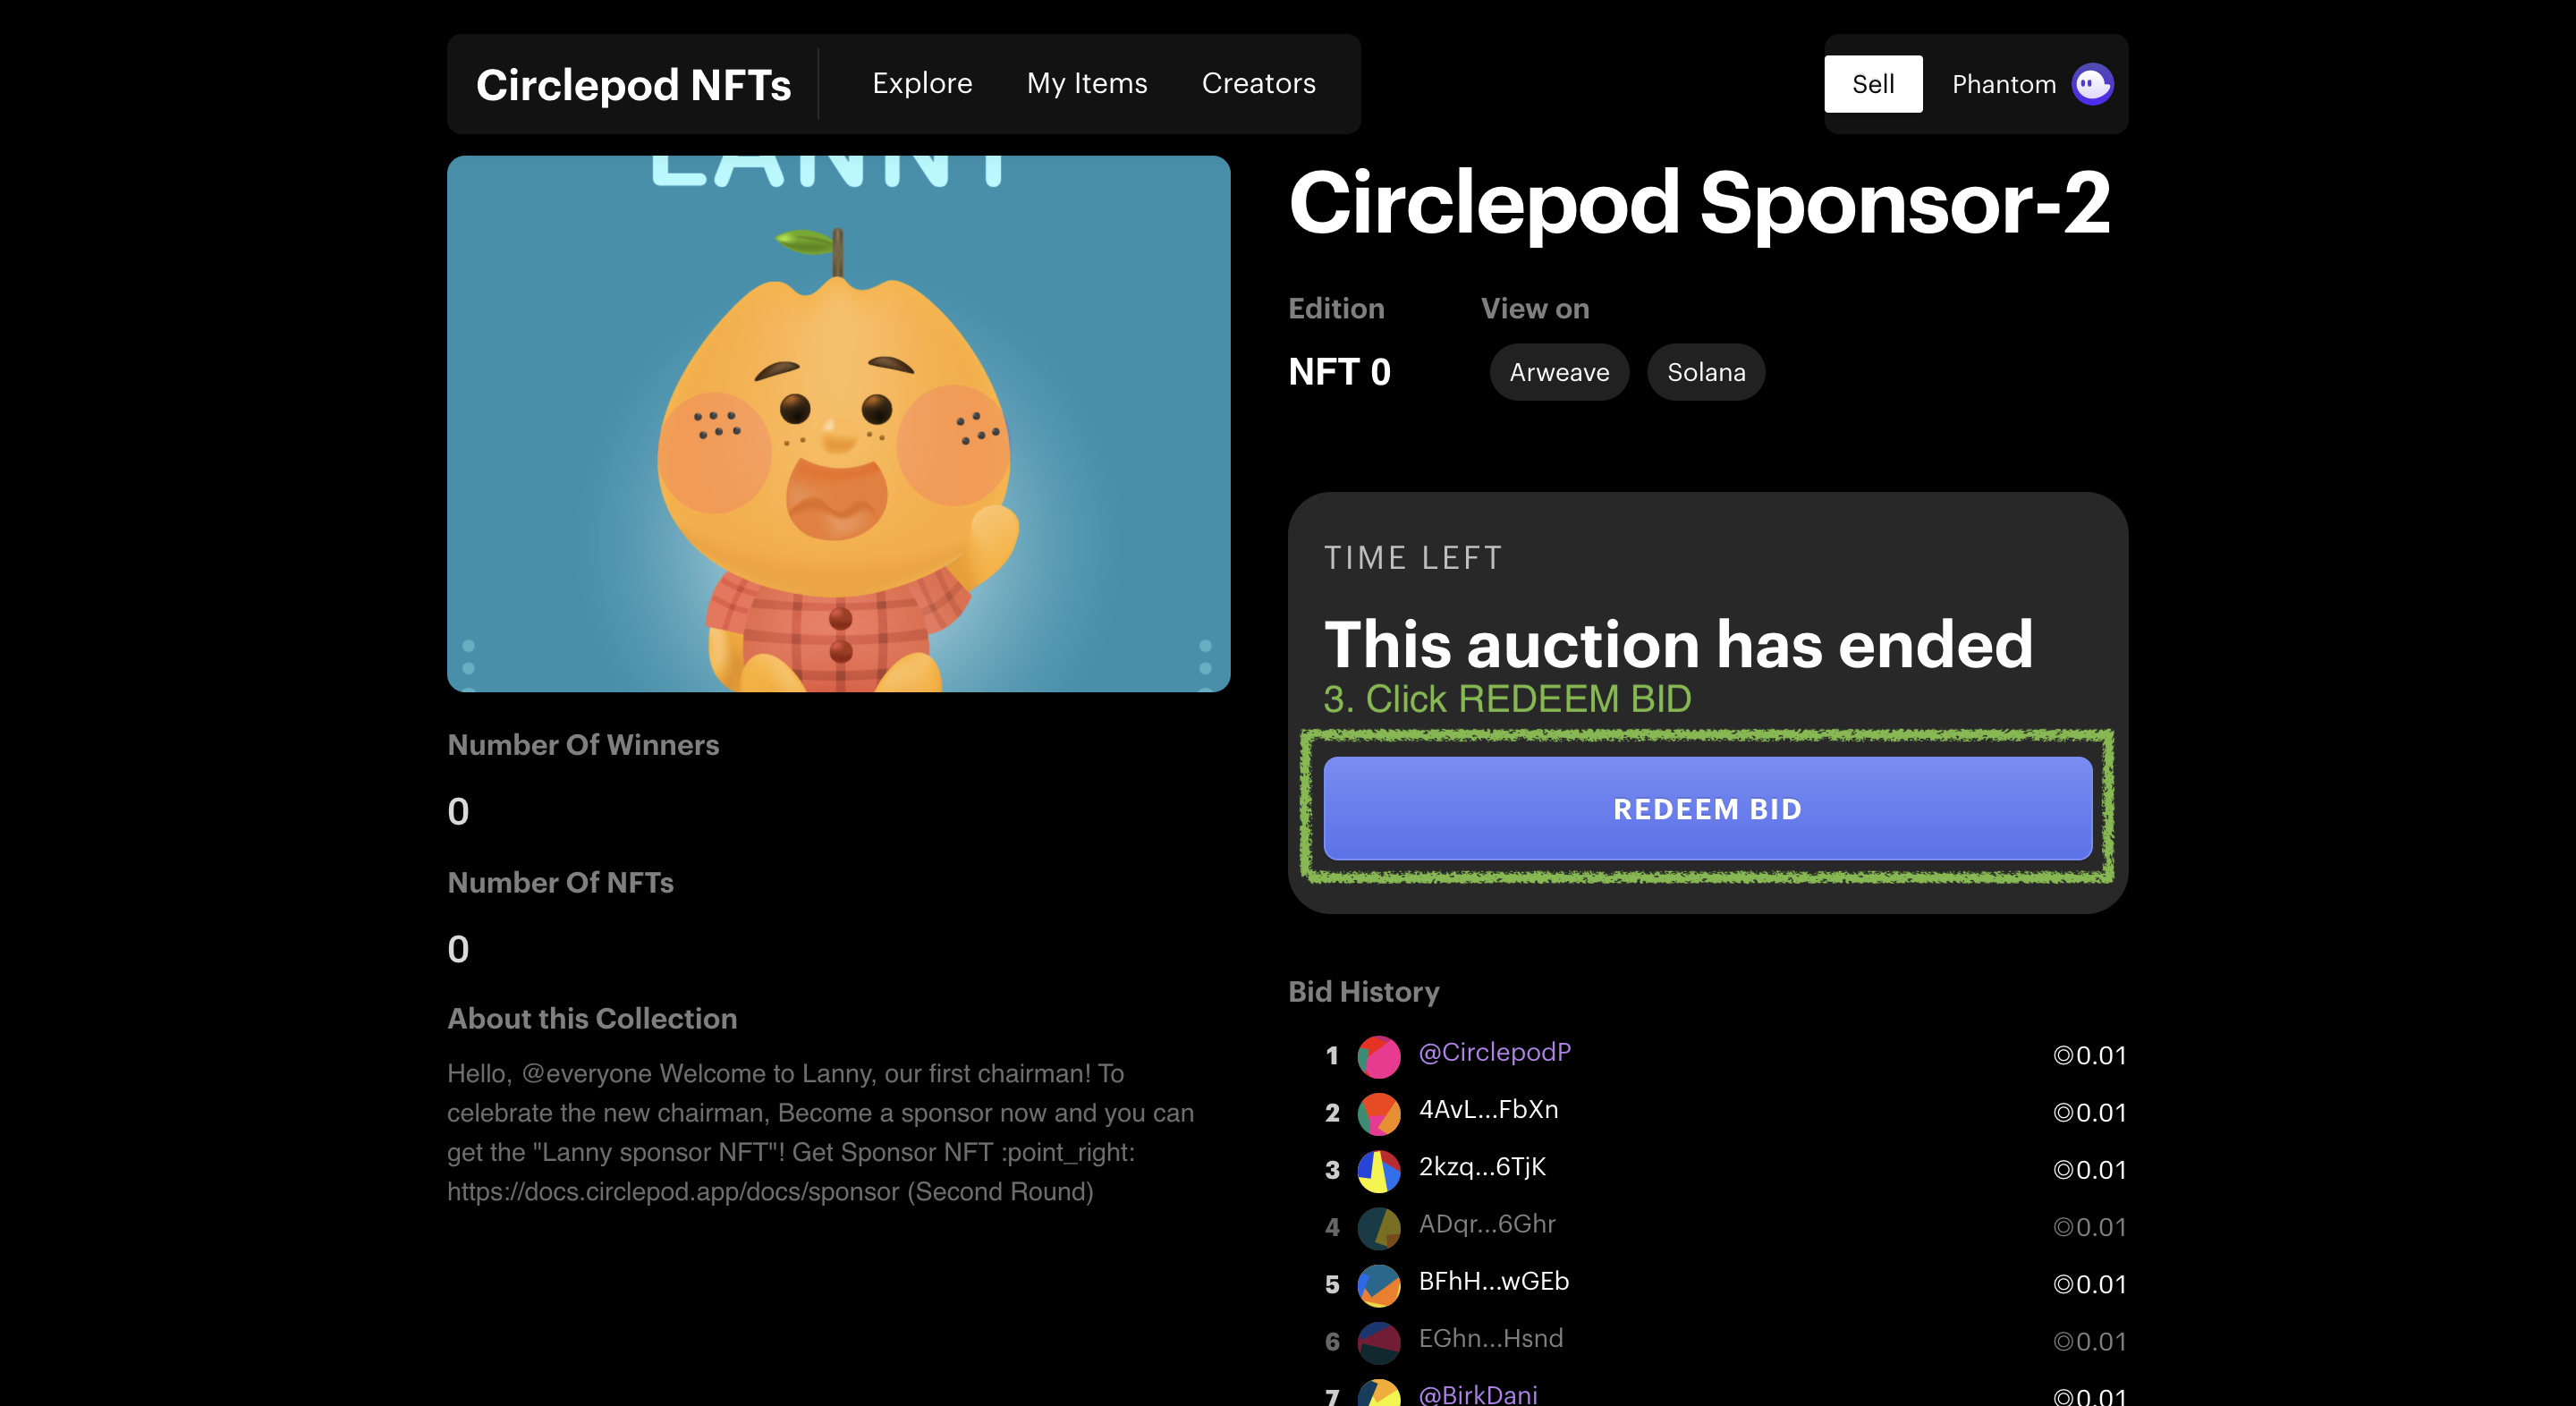 Circlepod NFTs
Explore
My Items
Creators
Sell
Phantom
LANNY
Circlepod Sponsor-2
Edition
View on
NFT 0
Arweave
Solana
TIME LEFT
This auction has ended
3. Click REDEEM BID
REDEEM BID
Number Of Winners
0
Number Of NFTs
0
About this Collection
Hello, @everyone Welcome to Lanny, our first chairman! To
celebrate the new chairman, Become a sponsor now and you can
get the "Lanny sponsor NFT"! Get Sponsor NFT :point_right:
https://docs.circlepod.app/docs/sponsor (Second Round)
Bid History
1 @CirclepodP ◎0.01
2 4AvL...FbXn ◎0.01
3 2kzq...6TjK ◎0.01
4 ADqr...6Ghr ◎0.01
5 BFhH...wGEb ◎0.01
6 EGhn...Hsnd ◎0.01
7 @BirkDani ◎0.01